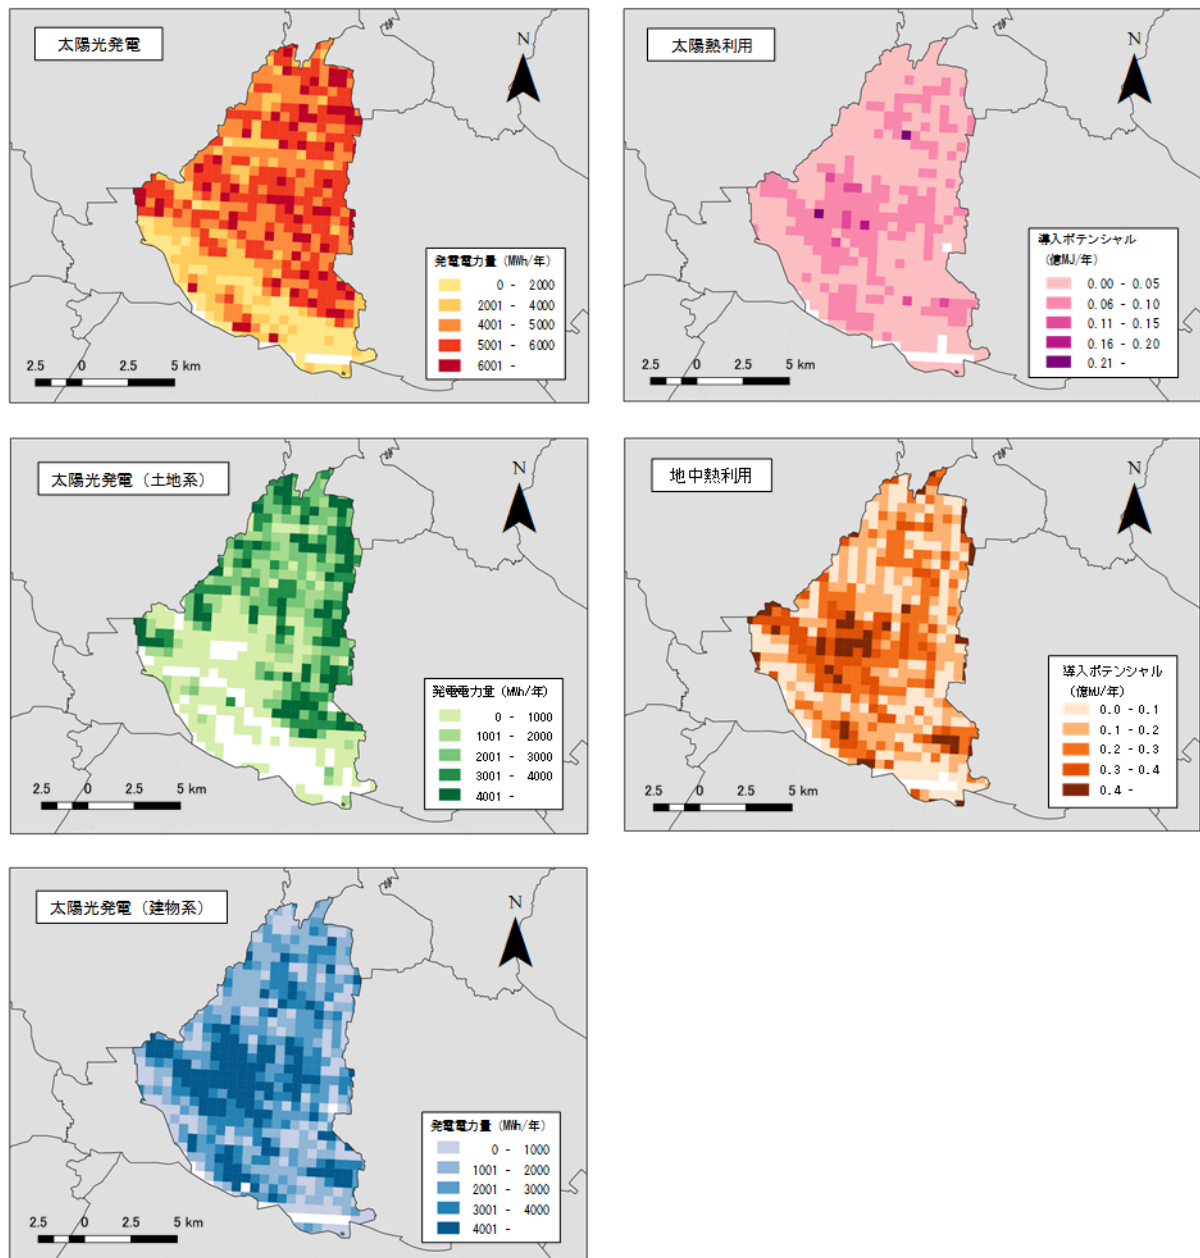 太陽光発電
N
発電電力量 (MWh/年)
0 - 2000
2001 - 4000
4001 - 5000
5001 - 6000
6001 -
2.5 0 2.5 5 km
太陽熱利用
N
導入ポテンシャル
(億MJ/年)
0.00 - 0.05
0.06 - 0.10
0.11 - 0.15
0.16 - 0.20
0.21 -
2.5 0 2.5 5 km
太陽光発電（土地系）
N
発電電力量 (MWh/年)
0 - 1000
1001 - 2000
2001 - 3000
3001 - 4000
4001 -
2.5 0 2.5 5 km
地中熱利用
N
導入ポテンシャル
(億MJ/年)
0.0 - 0.1
0.1 - 0.2
0.2 - 0.3
0.3 - 0.4
0.4 -
2.5 0 2.5 5 km
太陽光発電（建物系）
N
発電電力量 (MWh/年)
0 - 1000
1001 - 2000
2001 - 3000
3001 - 4000
4001 -
2.5 0 2.5 5 km